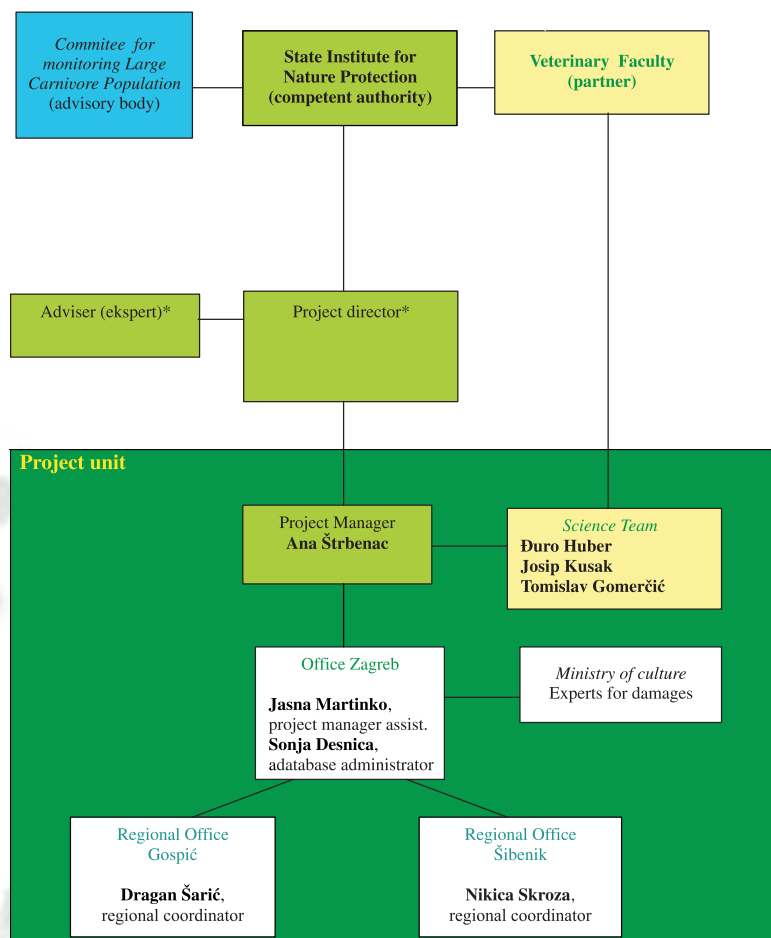 Commitee for
monitoring Large
Carnivore Population
(advisory body)
State Institute for
Nature Protection
(competent authority)
Veterinary Faculty
(partner)
Adviser (ekspert)*
Project director*
Project unit
Project Manager
Ana Štrbenac
Science Team
Đuro Huber
Josip Kusak
Tomislav Gomerčić
Office Zagreb
Jasna Martinko,
project manager assist.
Sonja Desnica,
adatabase administrator
Ministry of culture
Experts for damages
Regional Office
Gospić
Dragan Šarić,
regional coordinator
Regional Office
Šibenik
Nikica Skroza,
regional coordinator